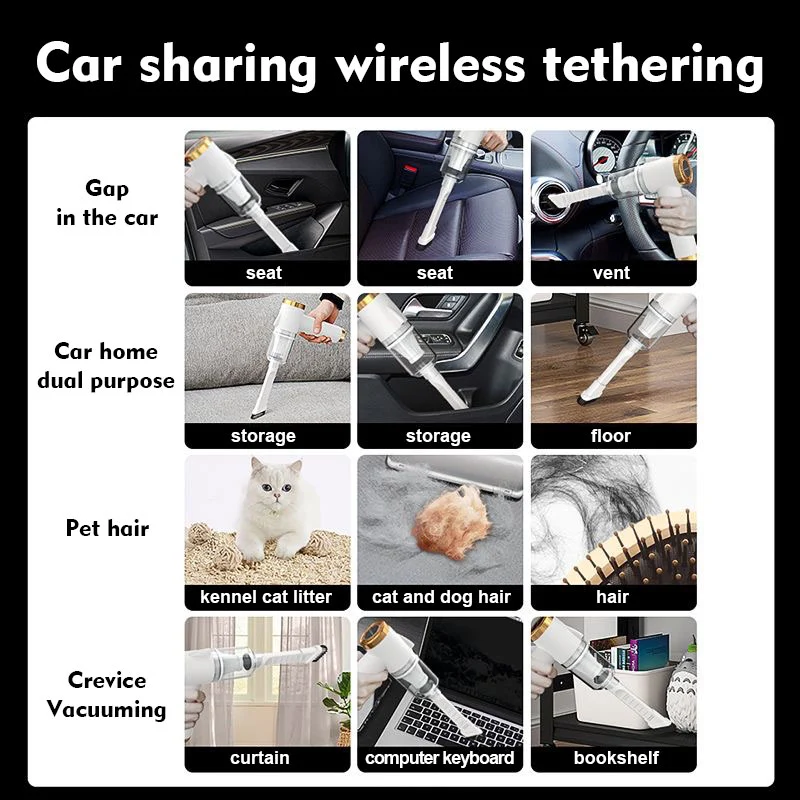 Car sharing wireless tethering
Gap
in the car
seat
seat
vent
Car home
dual purpose
storage
storage
floor
Pet hair
kennel cat litter
cat and dog hair
hair
Crevice
Vacuuming
curtain
computer keyboard
bookshelf